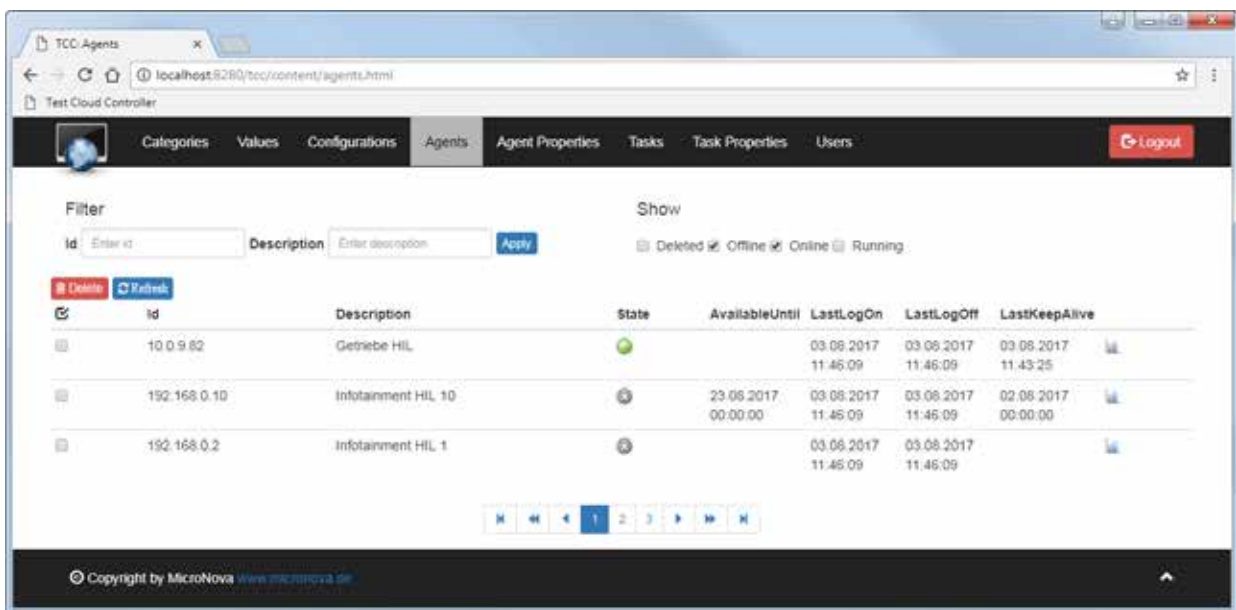 TCC: Agents
localhost:8280/tcc/content/agents.html
Test Cloud Controller
Categories Values Configurations Agents Agent Properties Tasks Task Properties Users Logout
Filter Show
Id Enter id Description Enter description Apply Deleted Offline Online Running
Delete Refresh
Id Description State AvailableUntil LastLogOn LastLogOff LastKeepAlive
10.0.9.82 Getriebe HIL 03.08.2017 03.08.2017 03.08.2017
11:46:09 11:46:09 11:43:25
192.168.0.10 Infotainment HIL 10 23.08.2017 03.08.2017 03.08.2017 02.08.2017
00:00:00 11:46:09 11:46:09 00:00:00
192.168.0.2 Infotainment HIL 1 03.08.2017 03.08.2017
11:46:09 11:46:09
1 2 3
© Copyright by MicroNova www.micronova.de